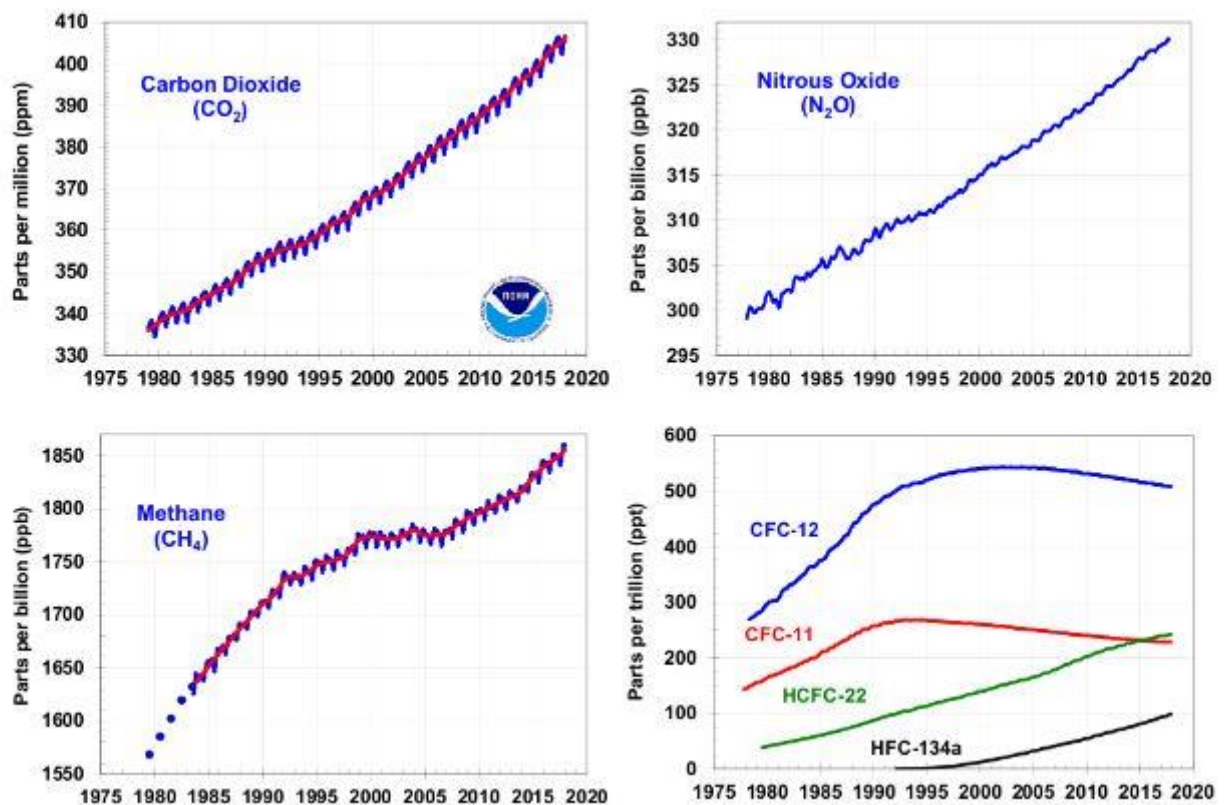 410
400
390
380
370
360
350
340
330
Parts per million (ppm)
Carbon Dioxide
(CO₂)
NOAA
1975 1980 1985 1990 1995 2000 2005 2010 2015 2020
330
325
320
315
310
305
300
295
Parts per billion (ppb)
Nitrous Oxide
(N₂O)
1975 1980 1985 1990 1995 2000 2005 2010 2015 2020
1850
1800
1750
1700
1650
1600
1550
Parts per billion (ppb)
Methane
(CH₄)
1975 1980 1985 1990 1995 2000 2005 2010 2015 2020
600
500
400
300
200
100
0
Parts per trillion (ppt)
CFC-12
CFC-11
HCFC-22
HFC-134a
1975 1980 1985 1990 1995 2000 2005 2010 2015 2020